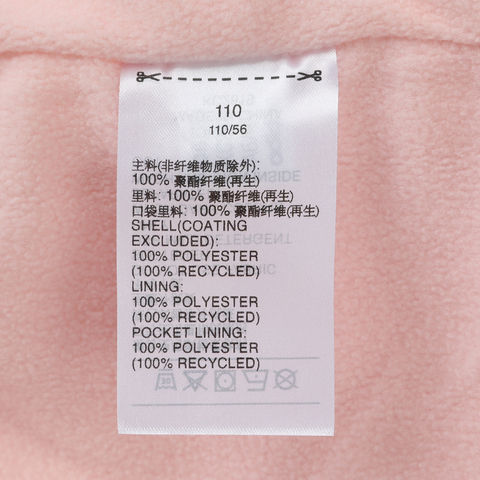 110
110/56
主料(非纤维物质除外):
100% 聚酯纤维(再生)
里料: 100% 聚酯纤维(再生)
口袋里料: 100% 聚酯纤维(再生)
SHELL(COATING
EXCLUDED):
100% POLYESTER
(100% RECYCLED)
LINING:
100% POLYESTER
(100% RECYCLED)
POCKET LINING:
100% POLYESTER
(100% RECYCLED)